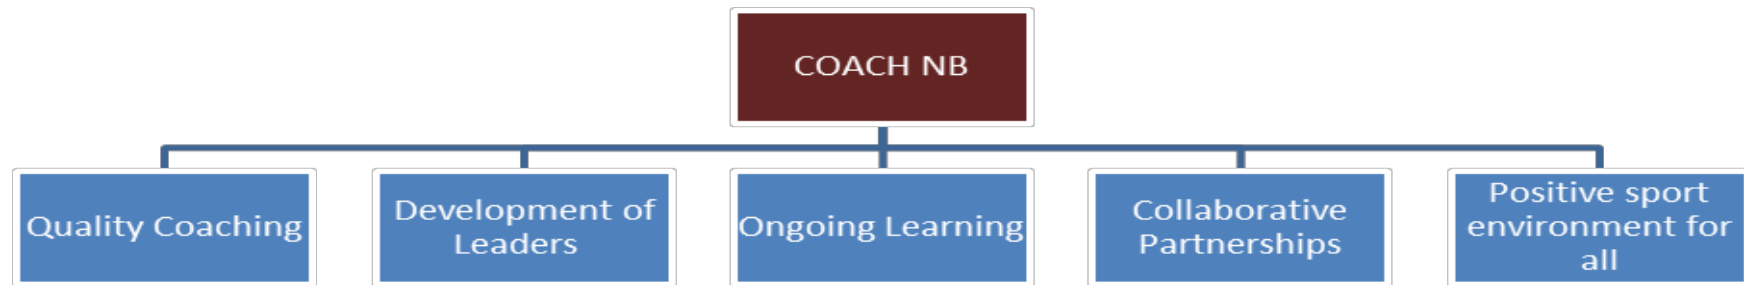 COACH NB
Quality Coaching
Development of
Leaders
Ongoing Learning
Collaborative
Partnerships
Positive sport
environment for
all